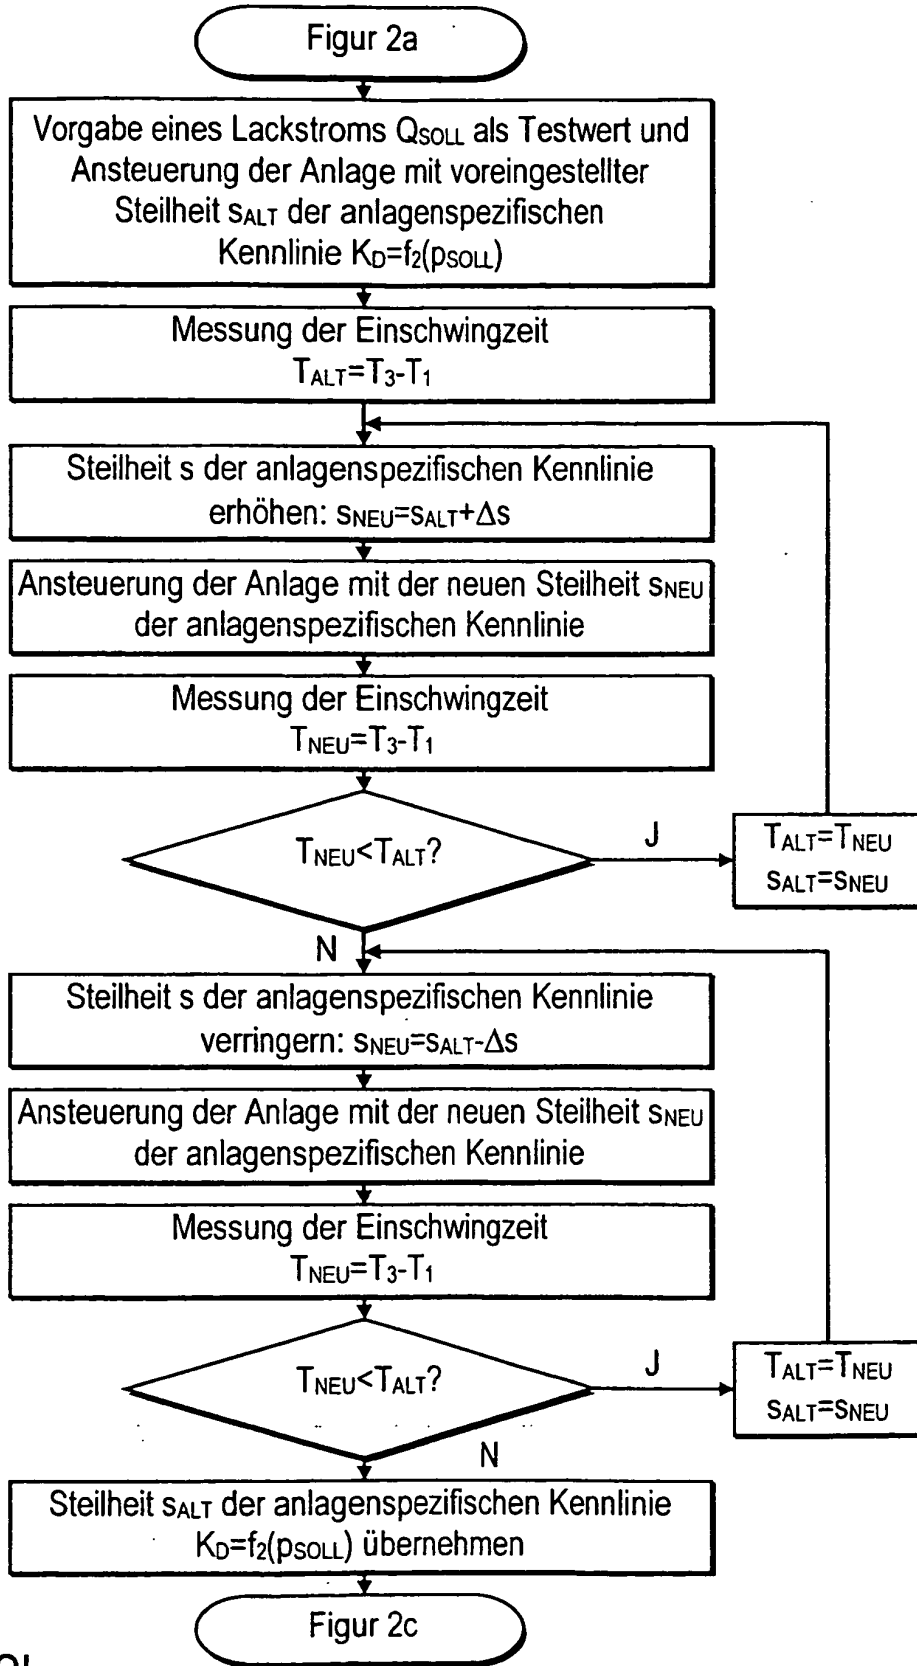 Figur 2a
Vorgabe eines Lackstroms QSOLL als Testwert und
Ansteuerung der Anlage mit voreingestellter
Steilheit sALT der anlagenspezifischen
Kennlinie KD=f2(pSOLL)
Messung der Einschwingzeit
TALT=T3-T1
Steilheit s der anlagenspezifischen Kennlinie
erhöhen: sNEU=sALT+Δs
Ansteuerung der Anlage mit der neuen Steilheit sNEU
der anlagenspezifischen Kennlinie
Messung der Einschwingzeit
TNEU=T3-T1
TNEU<TALT?
J
TALT=TNEU
sALT=sNEU
N
Steilheit s der anlagenspezifischen Kennlinie
verringern: sNEU=sALT-Δs
Ansteuerung der Anlage mit der neuen Steilheit sNEU
der anlagenspezifischen Kennlinie
Messung der Einschwingzeit
TNEU=T3-T1
TNEU<TALT?
J
TALT=TNEU
sALT=sNEU
N
Steilheit sALT der anlagenspezifischen Kennlinie
KD=f2(pSOLL) übernehmen
Figur 2c